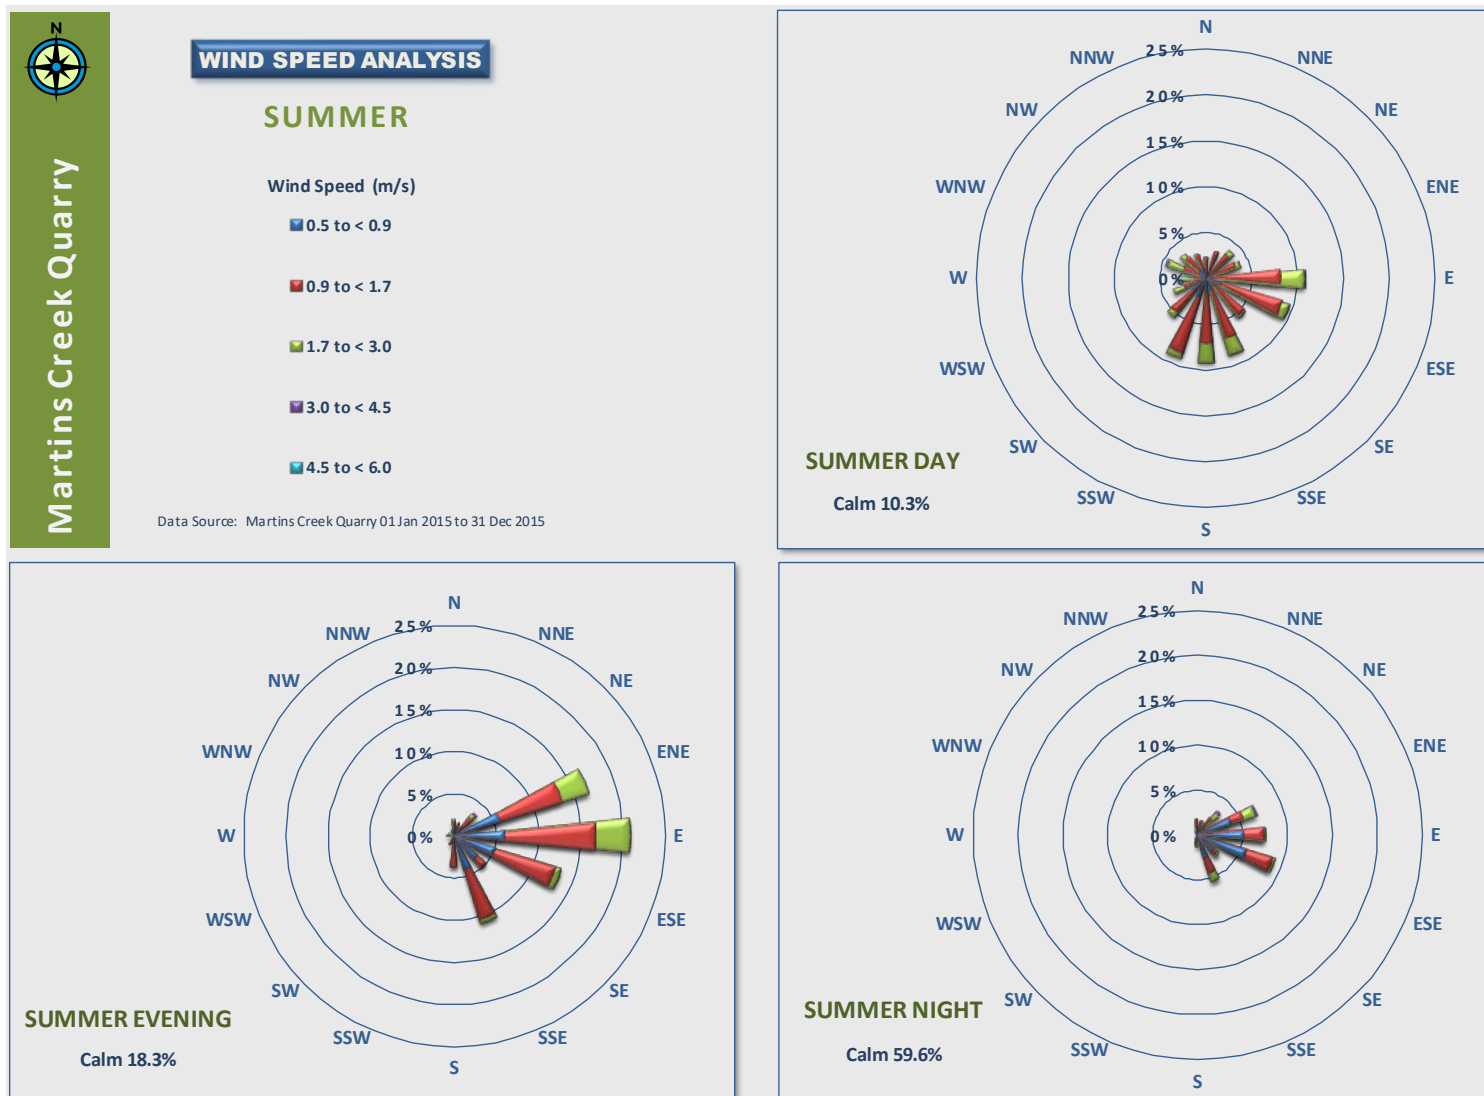 N
Martins Creek Quarry
WIND SPEED ANALYSIS
SUMMER
Wind Speed (m/s)
0.5 to < 0.9
0.9 to < 1.7
1.7 to < 3.0
3.0 to < 4.5
4.5 to < 6.0
Data Source: Martins Creek Quarry 01 Jan 2015 to 31 Dec 2015
N
NNE
NE
ENE
E
ESE
SE
SSE
S
SSW
SW
WSW
W
WNW
NW
NNW
25%
20%
15%
10%
5%
0%
SUMMER DAY
Calm 10.3%
N
NNE
NE
ENE
E
ESE
SE
SSE
S
SSW
SW
WSW
W
WNW
NW
NNW
25%
20%
15%
10%
5%
0%
SUMMER EVENING
Calm 18.3%
N
NNE
NE
ENE
E
ESE
SE
SSE
S
SSW
SW
WSW
W
WNW
NW
NNW
25%
20%
15%
10%
5%
0%
SUMMER NIGHT
Calm 59.6%